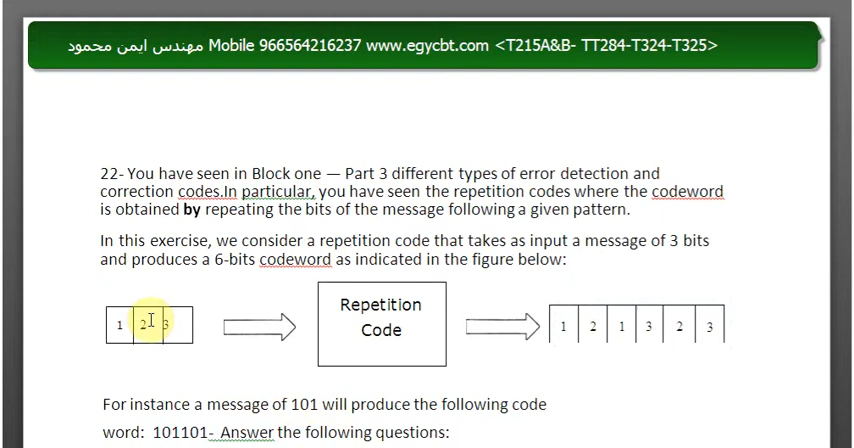 مهندس ايمن محمود Mobile 966564216237 www.egycbt.com <T215A&B- TT284-T324-T325>
22- You have seen in Block one — Part 3 different types of error detection and
correction codes.In particular, you have seen the repetition codes where the codeword
is obtained by repeating the bits of the message following a given pattern.
In this exercise, we consider a repetition code that takes as input a message of 3 bits
and produces a 6-bits codeword as indicated in the figure below:
1 2 3
Repetition
Code
1 2 1 3 2 3
For instance a message of 101 will produce the following code
word: 101101- Answer the following questions: